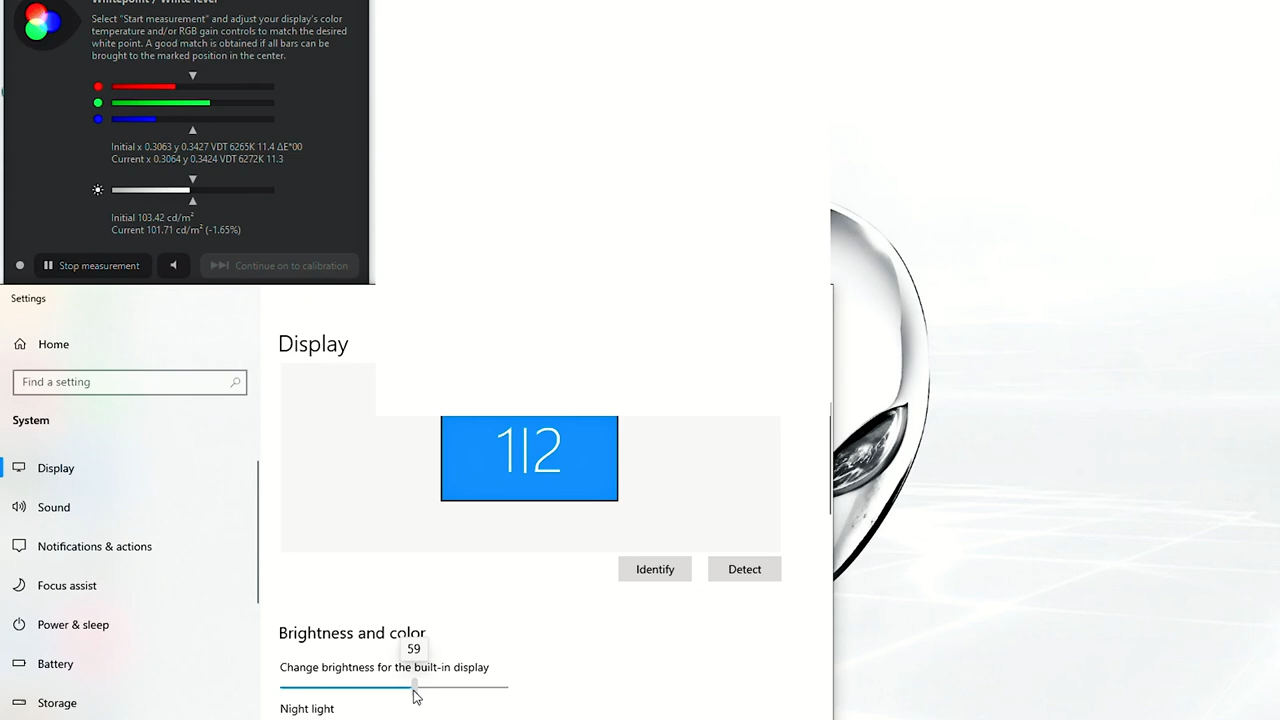 Whitepoint / White level
Select "Start measurement" and adjust your display's color
temperature and/or RGB gain controls to match the desired
white point. A good match is obtained if all bars can be
brought to the marked position in the center.
Initial x 0.3063 y 0.3427 VDT 6265K 11.4 ΔE*00
Current x 0.3064 y 0.3424 VDT 6272K 11.3
Initial 103.42 cd/m²
Current 101.71 cd/m² (-1.65%)
Stop measurement
Continue on to calibration
Settings
Home
Find a setting
System
Display
Sound
Notifications & actions
Focus assist
Power & sleep
Battery
Storage
Display
1|2
Identify
Detect
Brightness and color
59
Change brightness for the built-in display
Night light